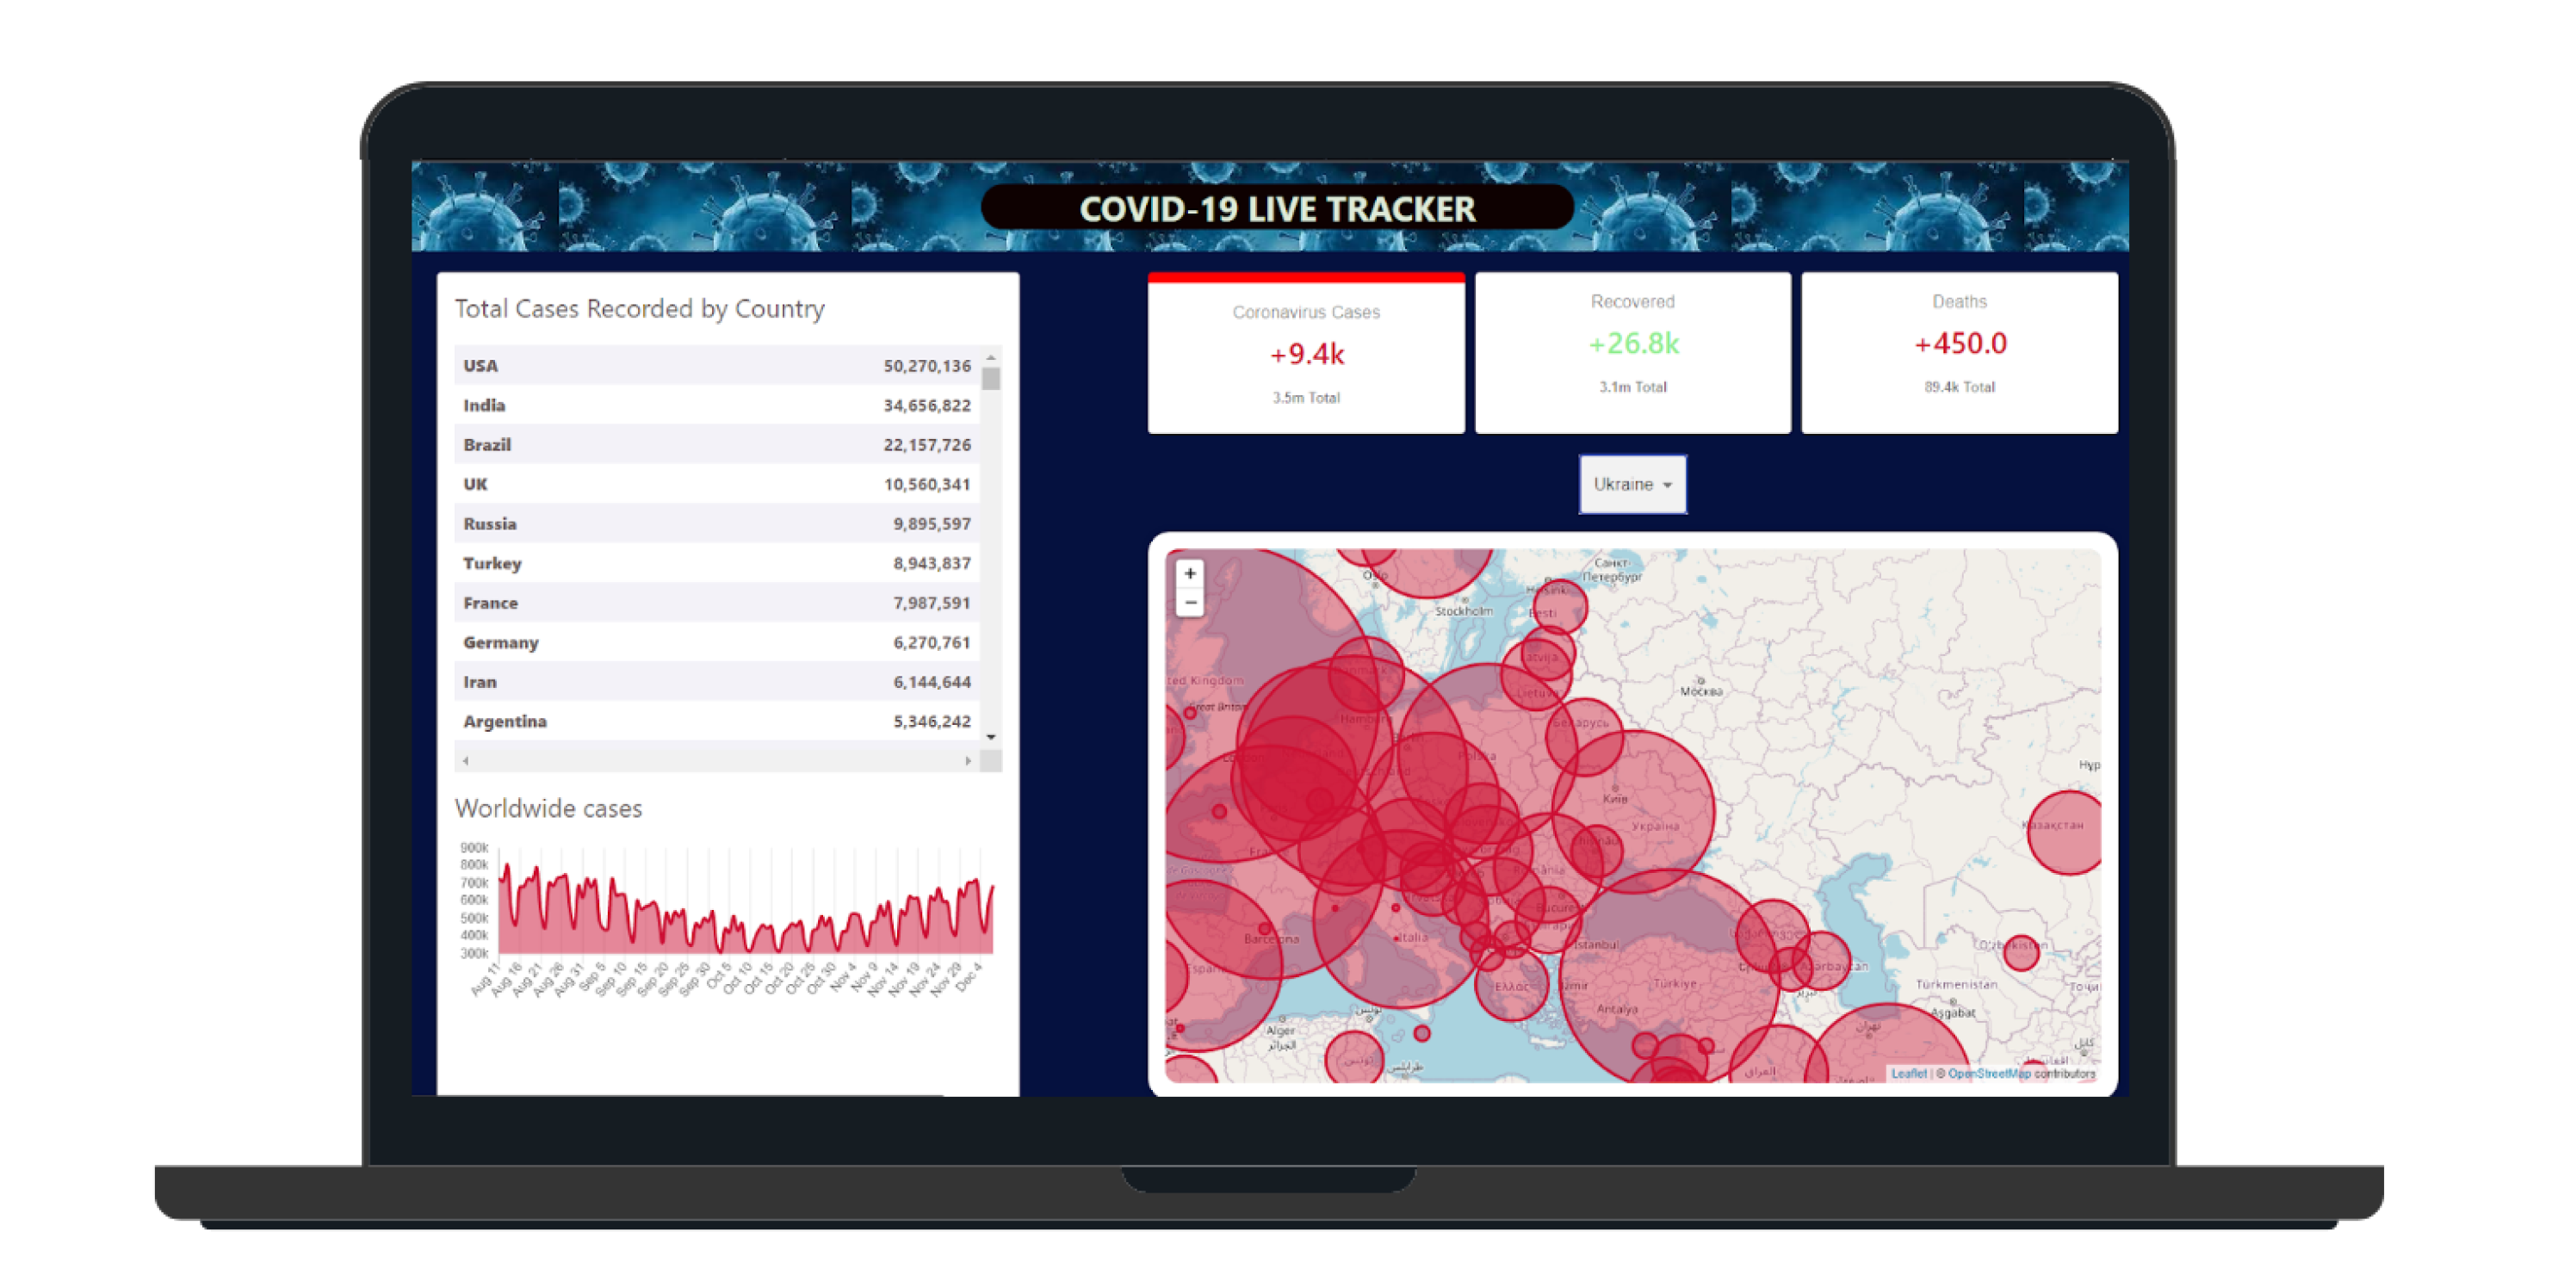 COVID-19 LIVE TRACKER
Total Cases Recorded by Country
USA 50,270,136
India 34,656,822
Brazil 22,157,726
UK 10,560,341
Russia 9,895,597
Turkey 8,943,837
France 7,987,591
Germany 6,270,761
Iran 6,144,644
Argentina 5,346,242
Worldwide cases
900k
800k
700k
600k
500k
400k
300k
Aug 11 Aug 16 Aug 21 Aug 26 Aug 31 Sep 5 Sep 10 Sep 15 Sep 20 Sep 25 Sep 30 Oct 5 Oct 10 Oct 15 Oct 20 Oct 25 Oct 30 Nov 4 Nov 9 Nov 14 Nov 19 Nov 24 Nov 29 Dec 4
Coronavirus Cases
+9.4k
3.5m Total
Recovered
+26.8k
3.1m Total
Deaths
+450.0
89.4k Total
Ukraine
+
−
Санкт-
Петербург
Oslo
Helsinki
Stockholm
Eesti
Latvija
ted Kingdom
Lietuva
Москва
Great Britain
Hamburg
Беларусь
Polska
Нұр
Київ
Україна
Қазақстан
România
București
Barcelona
Italia
İstanbul
Azərbaycan
O'zbekiston
España
Ελλάς
İzmir
Türkiye
Türkmenistan
Antalya
تبریز
Aşgabat
Alger
الجزائر
تونس
تهران
كابل
تونس
طرابلس
العراق
Leaflet | © OpenStreetMap contributors